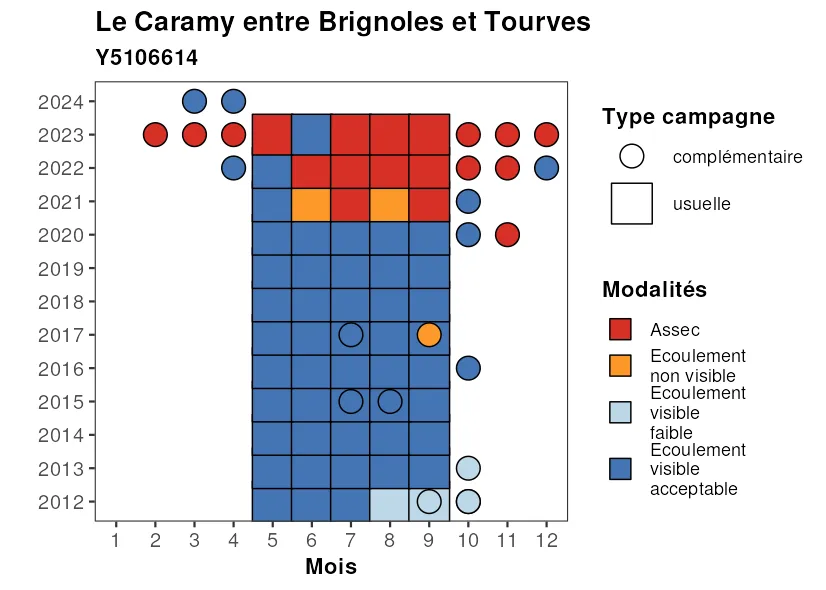 Le Caramy entre Brignoles et Tourves
Y5106614
2024
2023
2022
2021
2020
2019
2018
2017
2016
2015
2014
2013
2012
1 2 3 4 5 6 7 8 9 10 11 12
Mois
Type campagne
complémentaire
usuelle
Modalités
Assec
Ecoulement
non visible
Ecoulement
visible
faible
Ecoulement
visible
acceptable